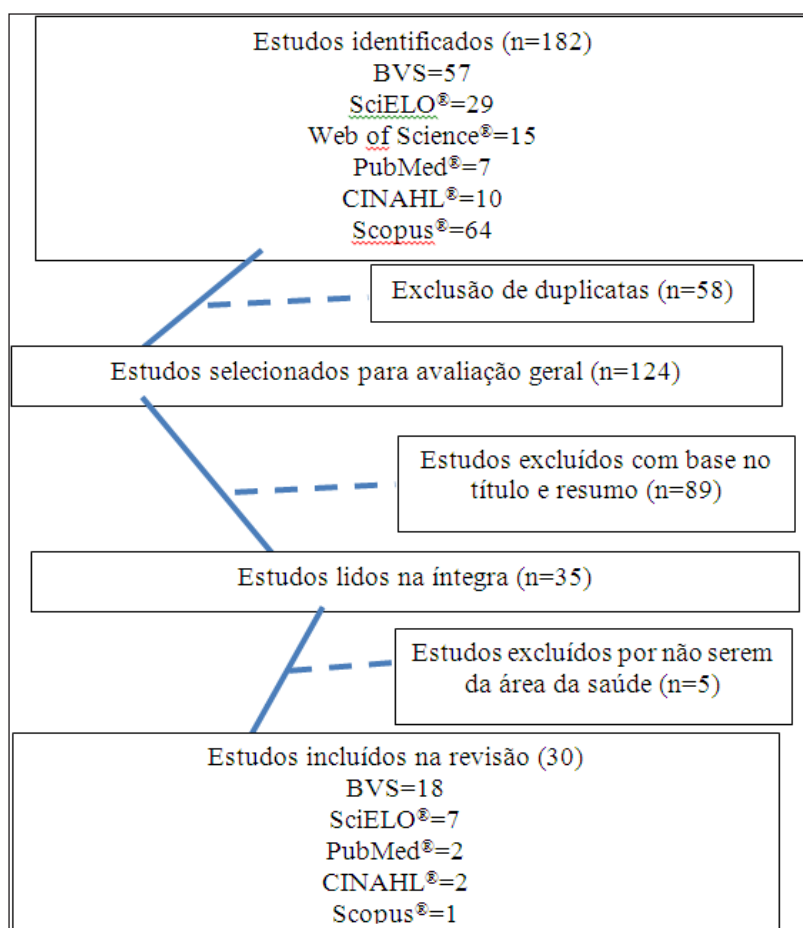 Estudos identificados (n=182)
BVS=57
SciELO®=29
Web of Science®=15
PubMed®=7
CINAHL®=10
Scopus®=64
Exclusão de duplicatas (n=58)
Estudos selecionados para avaliação geral (n=124)
Estudos excluídos com base no
título e resumo (n=89)
Estudos lidos na íntegra (n=35)
Estudos excluídos por não serem
da área da saúde (n=5)
Estudos incluídos na revisão (30)
BVS=18
SciELO®=7
PubMed®=2
CINAHL®=2
Scopus®=1